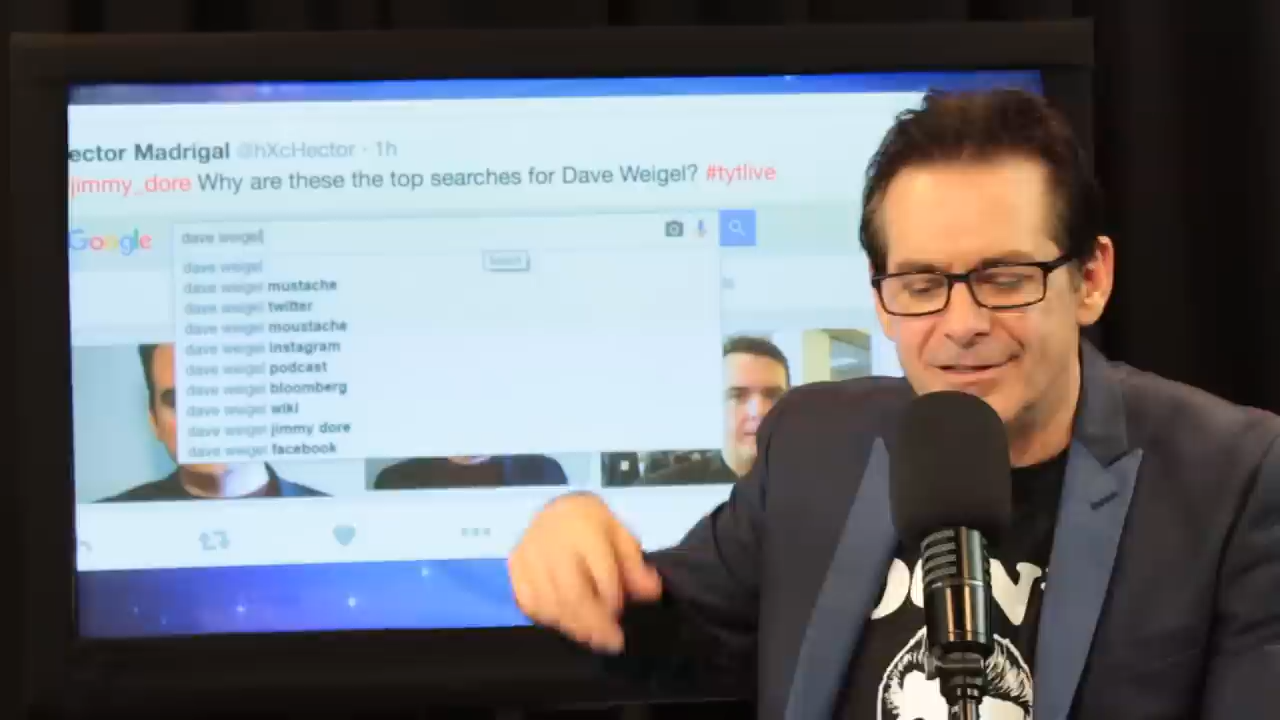 ector Madrigal @hXcHector · 1h
jimmy_dore Why are these the top searches for Dave Weigel? #tytlive
Google dave weigel
dave weigel
Search
dave weigel mustache
dave weigel twitter
dave weigel moustache
dave weigel instagram
dave weigel podcast
dave weigel bloomberg
dave weigel wiki
dave weigel jimmy dore
dave weigel facebook